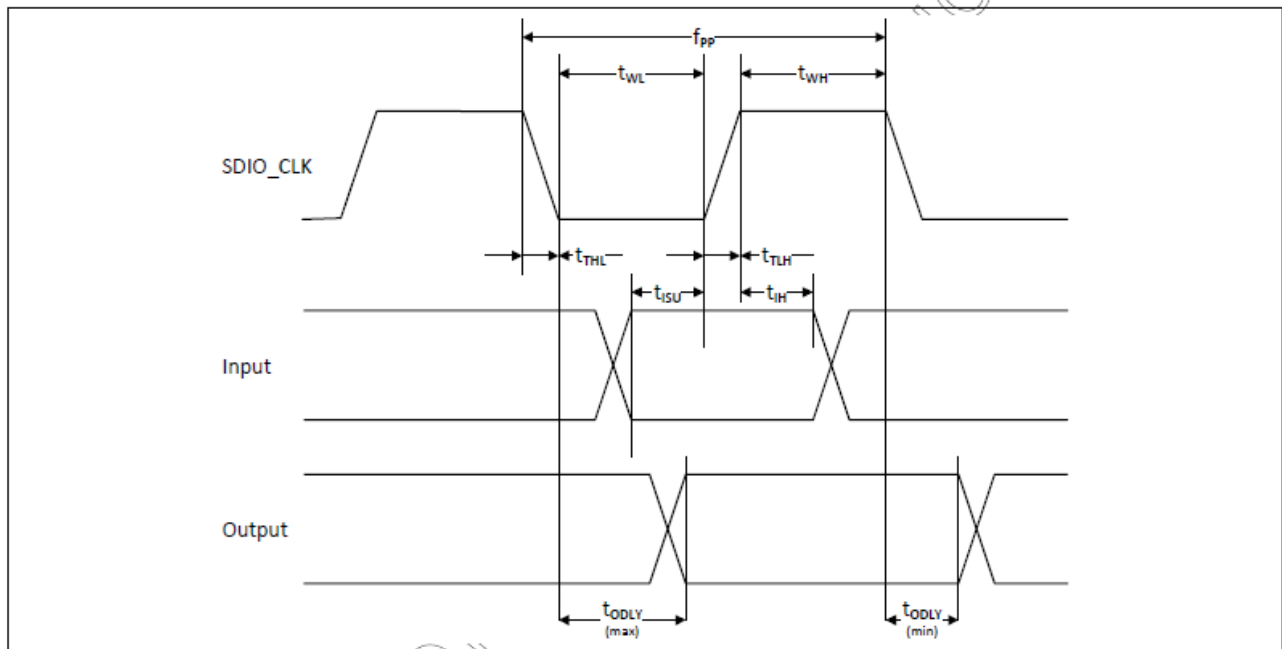 fPP
tWL
tWH
SDIO_CLK
tTHL
tTLH
tISU
tIH
Input
Output
tODLY
(max)
tODLY
(min)